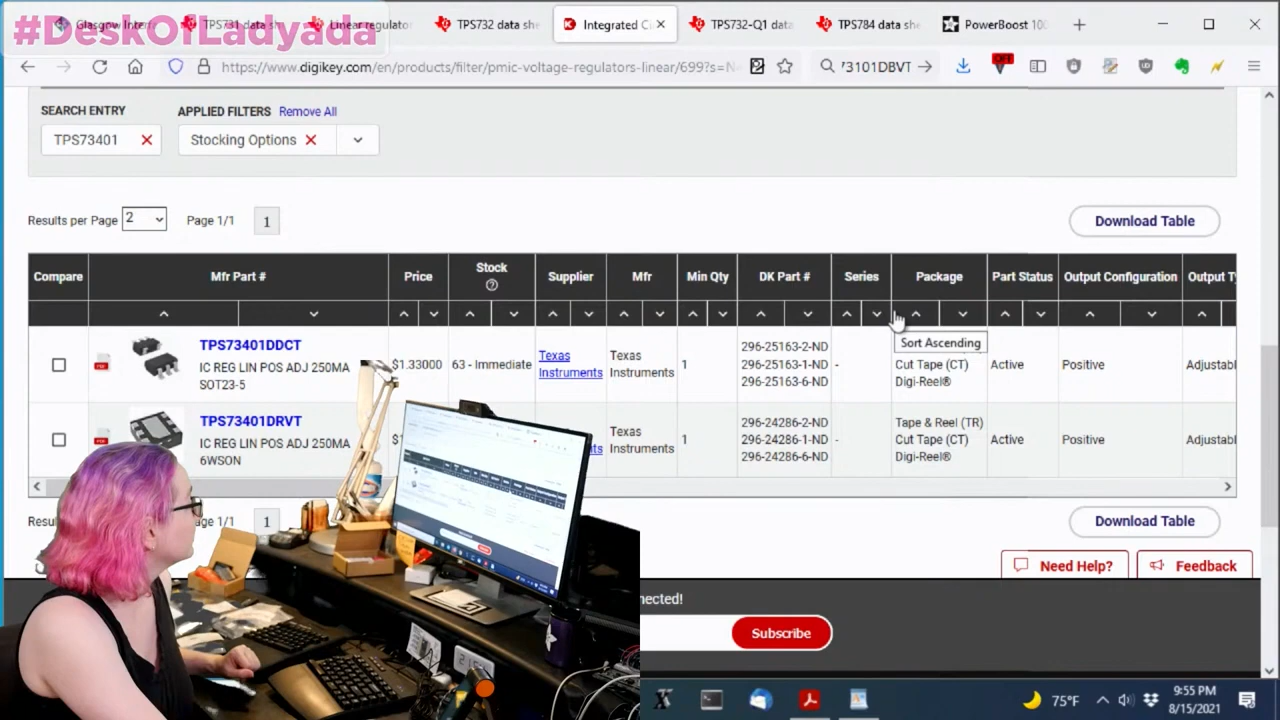 #DeskOfLadyada
Glasgow Inter
TPS731 data sh
Linear regulator
TPS732 data she
Integrated Ci
TPS732-Q1 data
TPS784 data she
PowerBoost 100
https://www.digikey.com/en/products/filter/pmic-voltage-regulators-linear/699?s=N
3101DBVT
OFF
SEARCH ENTRY
APPLIED FILTERS Remove All
TPS73401
Stocking Options
Results per Page 2 Page 1/1 1
Download Table
Compare Mfr Part # Price Stock Supplier Mfr Min Qty DK Part # Series Package Part Status Output Configuration Output Ty
Sort Ascending
TPS73401DDCT
IC REG LIN POS ADJ 250MA
SOT23-5
$1.33000
63 - Immediate
Texas
Instruments
Texas
Instruments
1
296-25163-2-ND
296-25163-1-ND
296-25163-6-ND
-
Cut Tape (CT)
Digi-Reel®
Active
Positive
Adjustabl
TPS73401DRVT
IC REG LIN POS ADJ 250MA
6WSON
Texas
Instruments
1
296-24286-2-ND
296-24286-1-ND
296-24286-6-ND
-
Tape & Reel (TR)
Cut Tape (CT)
Digi-Reel®
Active
Positive
Adjustabl
Page 1/1 1
Download Table
Need Help?
Feedback
nected!
Subscribe
75°F
9:55 PM
8/15/2021